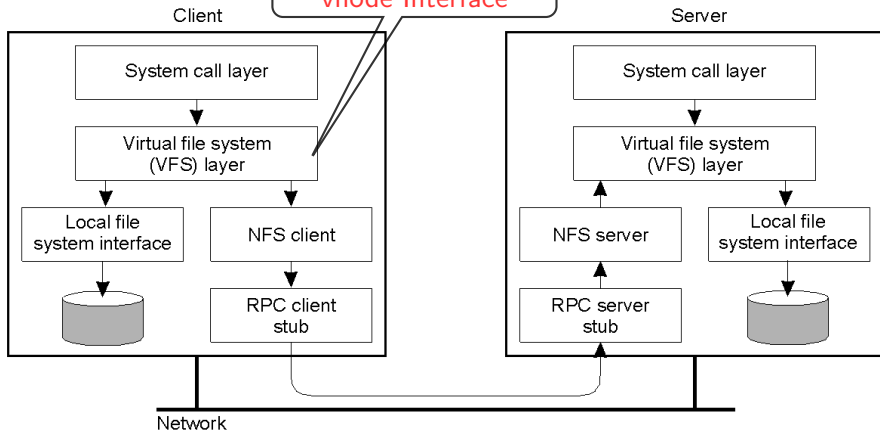 vnode interface
Client
Server
System call layer
Virtual file system
(VFS) layer
Local file
system interface
NFS client
RPC client
stub
System call layer
Virtual file system
(VFS) layer
NFS server
Local file
system interface
RPC server
stub
Network